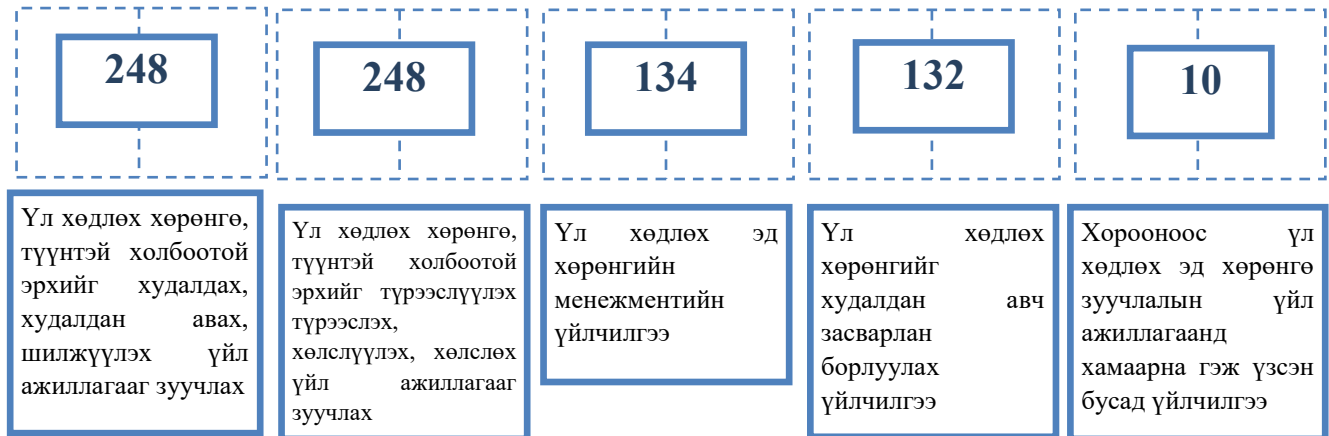 248
248
134
132
10
Үл хөдлөх хөрөнгө,
түүнтэй холбоотой
эрхийг худалдах,
худалдан авах,
шилжүүлэх үйл
ажиллагааг зуучлах
Үл хөдлөх хөрөнгө,
түүнтэй холбоотой
эрхийг түрээслүүлэх
түрээслэх,
хөлслүүлэх, хөлслөх
үйл ажиллагааг
зуучлах
Үл хөдлөх эд
хөрөнгийн
менежментийн
үйлчилгээ
Үл хөдлөх
хөрөнгийг
худалдан авч
засварлан
борлуулах
үйлчилгээ
Хорооноос үл
хөдлөх эд хөрөнгө
зуучлалын үйл
ажиллагаанд
хамаарна гэж үзсэн
бусад үйлчилгээ